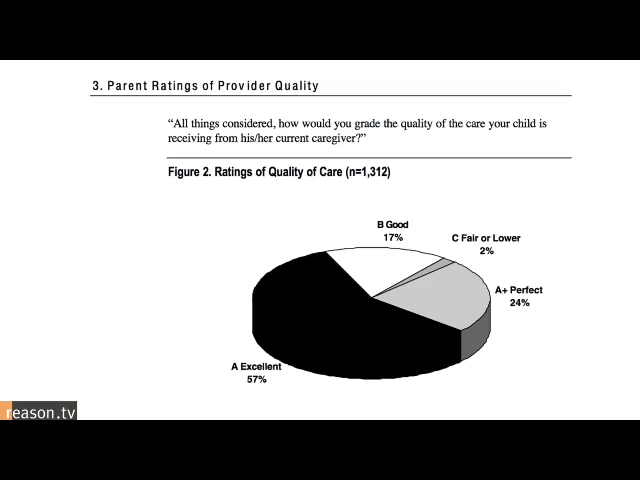 3. Parent Ratings of Provider Quality
“All things considered, how would you grade the quality of the care your child is
receiving from his/her current caregiver?”
Figure 2. Ratings of Quality of Care (n=1,312)
B Good
17%
C Fair or Lower
2%
A+ Perfect
24%
A Excellent
57%
reason.tv